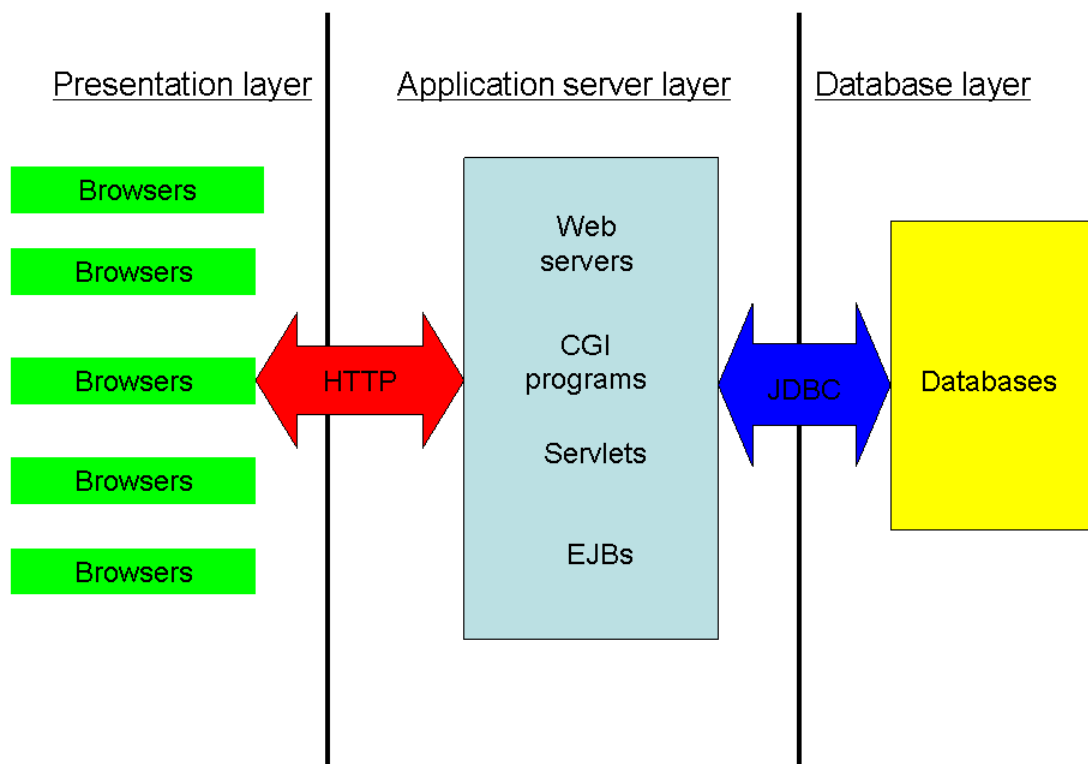 Presentation layer
Application server layer
Database layer
Browsers
Browsers
Browsers
Browsers
Browsers
HTTP
Web
servers
CGI
programs
Servlets
EJBs
JDBC
Databases